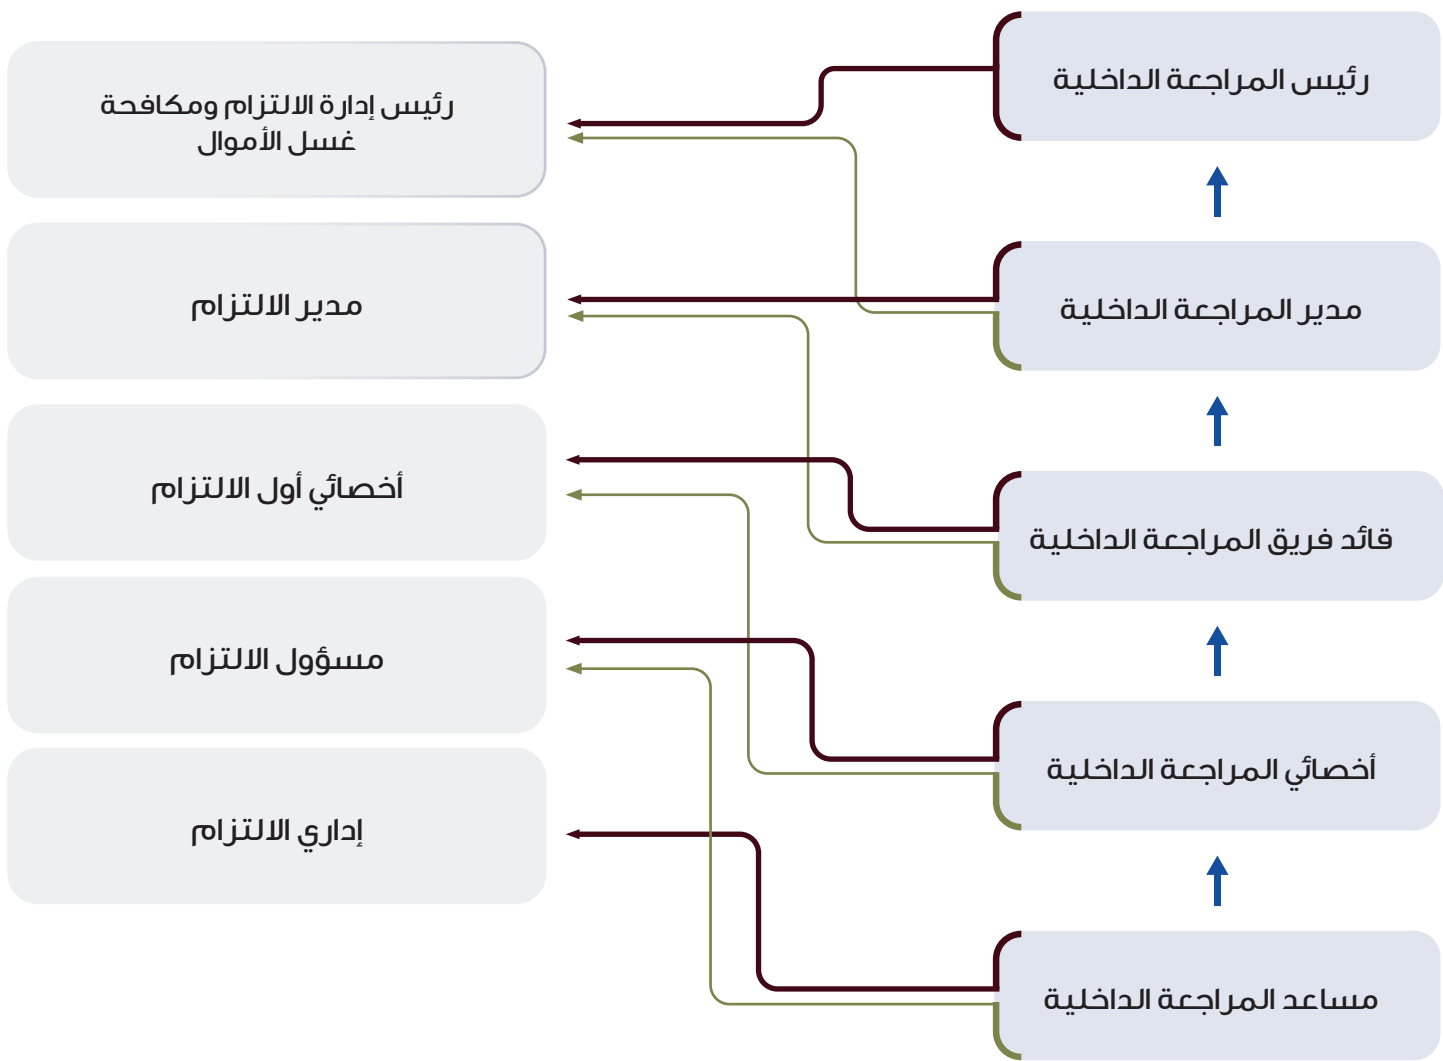 رئيس المراجعة الداخلية
مدير المراجعة الداخلية
قائد فريق المراجعة الداخلية
أخصائي المراجعة الداخلية
مساعد المراجعة الداخلية
رئيس إدارة الالتزام ومكافحة
غسل الأموال
مدير الالتزام
أخصائي أول الالتزام
مسؤول الالتزام
إداري الالتزام